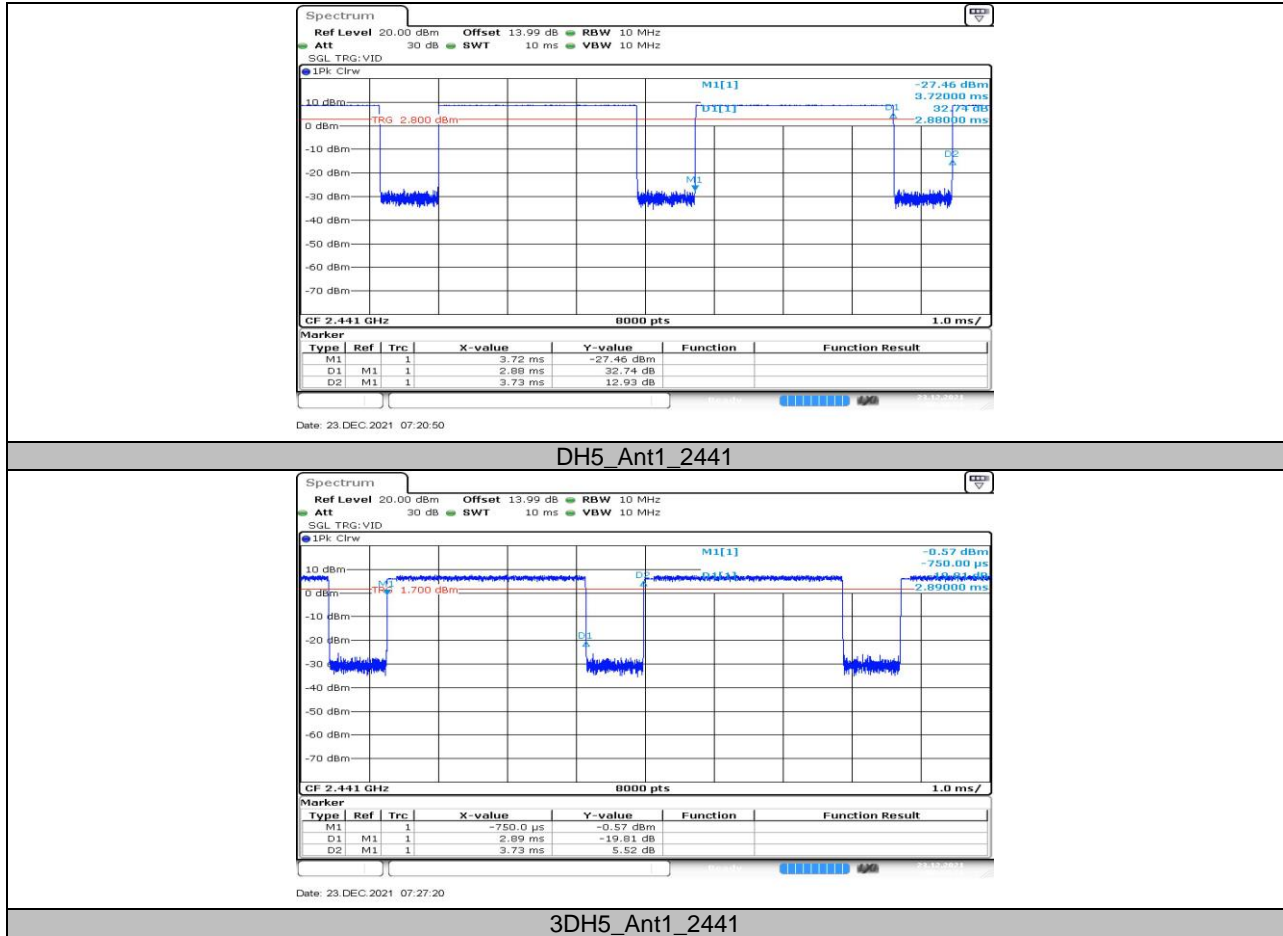 Spectrum
Ref Level 20.00 dBm Offset 13.99 dB RBW 10 MHz
Att 30 dB SWT 10 ms VBW 10 MHz
SGL TRG:VID
1Pk Clrw
M1[1] -27.46 dBm
3.72000 ms
10 dBm D1[1] D1 32.74 dB
0 dBm TRG 2.800 dBm 2.88000 ms
-10 dBm D2
-20 dBm M1
-30 dBm
-40 dBm
-50 dBm
-60 dBm
-70 dBm
CF 2.441 GHz 8000 pts 1.0 ms/
Marker
Type Ref Trc X-value Y-value Function Function Result
M1 1 3.72 ms -27.46 dBm
D1 M1 1 2.88 ms 32.74 dB
D2 M1 1 3.73 ms 12.93 dB
Date: 23.DEC.2021 07:20:50
DH5_Ant1_2441
Spectrum
Ref Level 20.00 dBm Offset 13.99 dB RBW 10 MHz
Att 30 dB SWT 10 ms VBW 10 MHz
SGL TRG:VID
1Pk Clrw
M1[1] -0.57 dBm
-750.00 µs
10 dBm M1 D2 D1[1] -19.81 dB
0 dBm TRG 1.700 dBm 2.89000 ms
-10 dBm
-20 dBm D1
-30 dBm
-40 dBm
-50 dBm
-60 dBm
-70 dBm
CF 2.441 GHz 8000 pts 1.0 ms/
Marker
Type Ref Trc X-value Y-value Function Function Result
M1 1 -750.0 µs -0.57 dBm
D1 M1 1 2.89 ms -19.81 dB
D2 M1 1 3.73 ms 5.52 dB
Date: 23.DEC.2021 07:27:20
3DH5_Ant1_2441